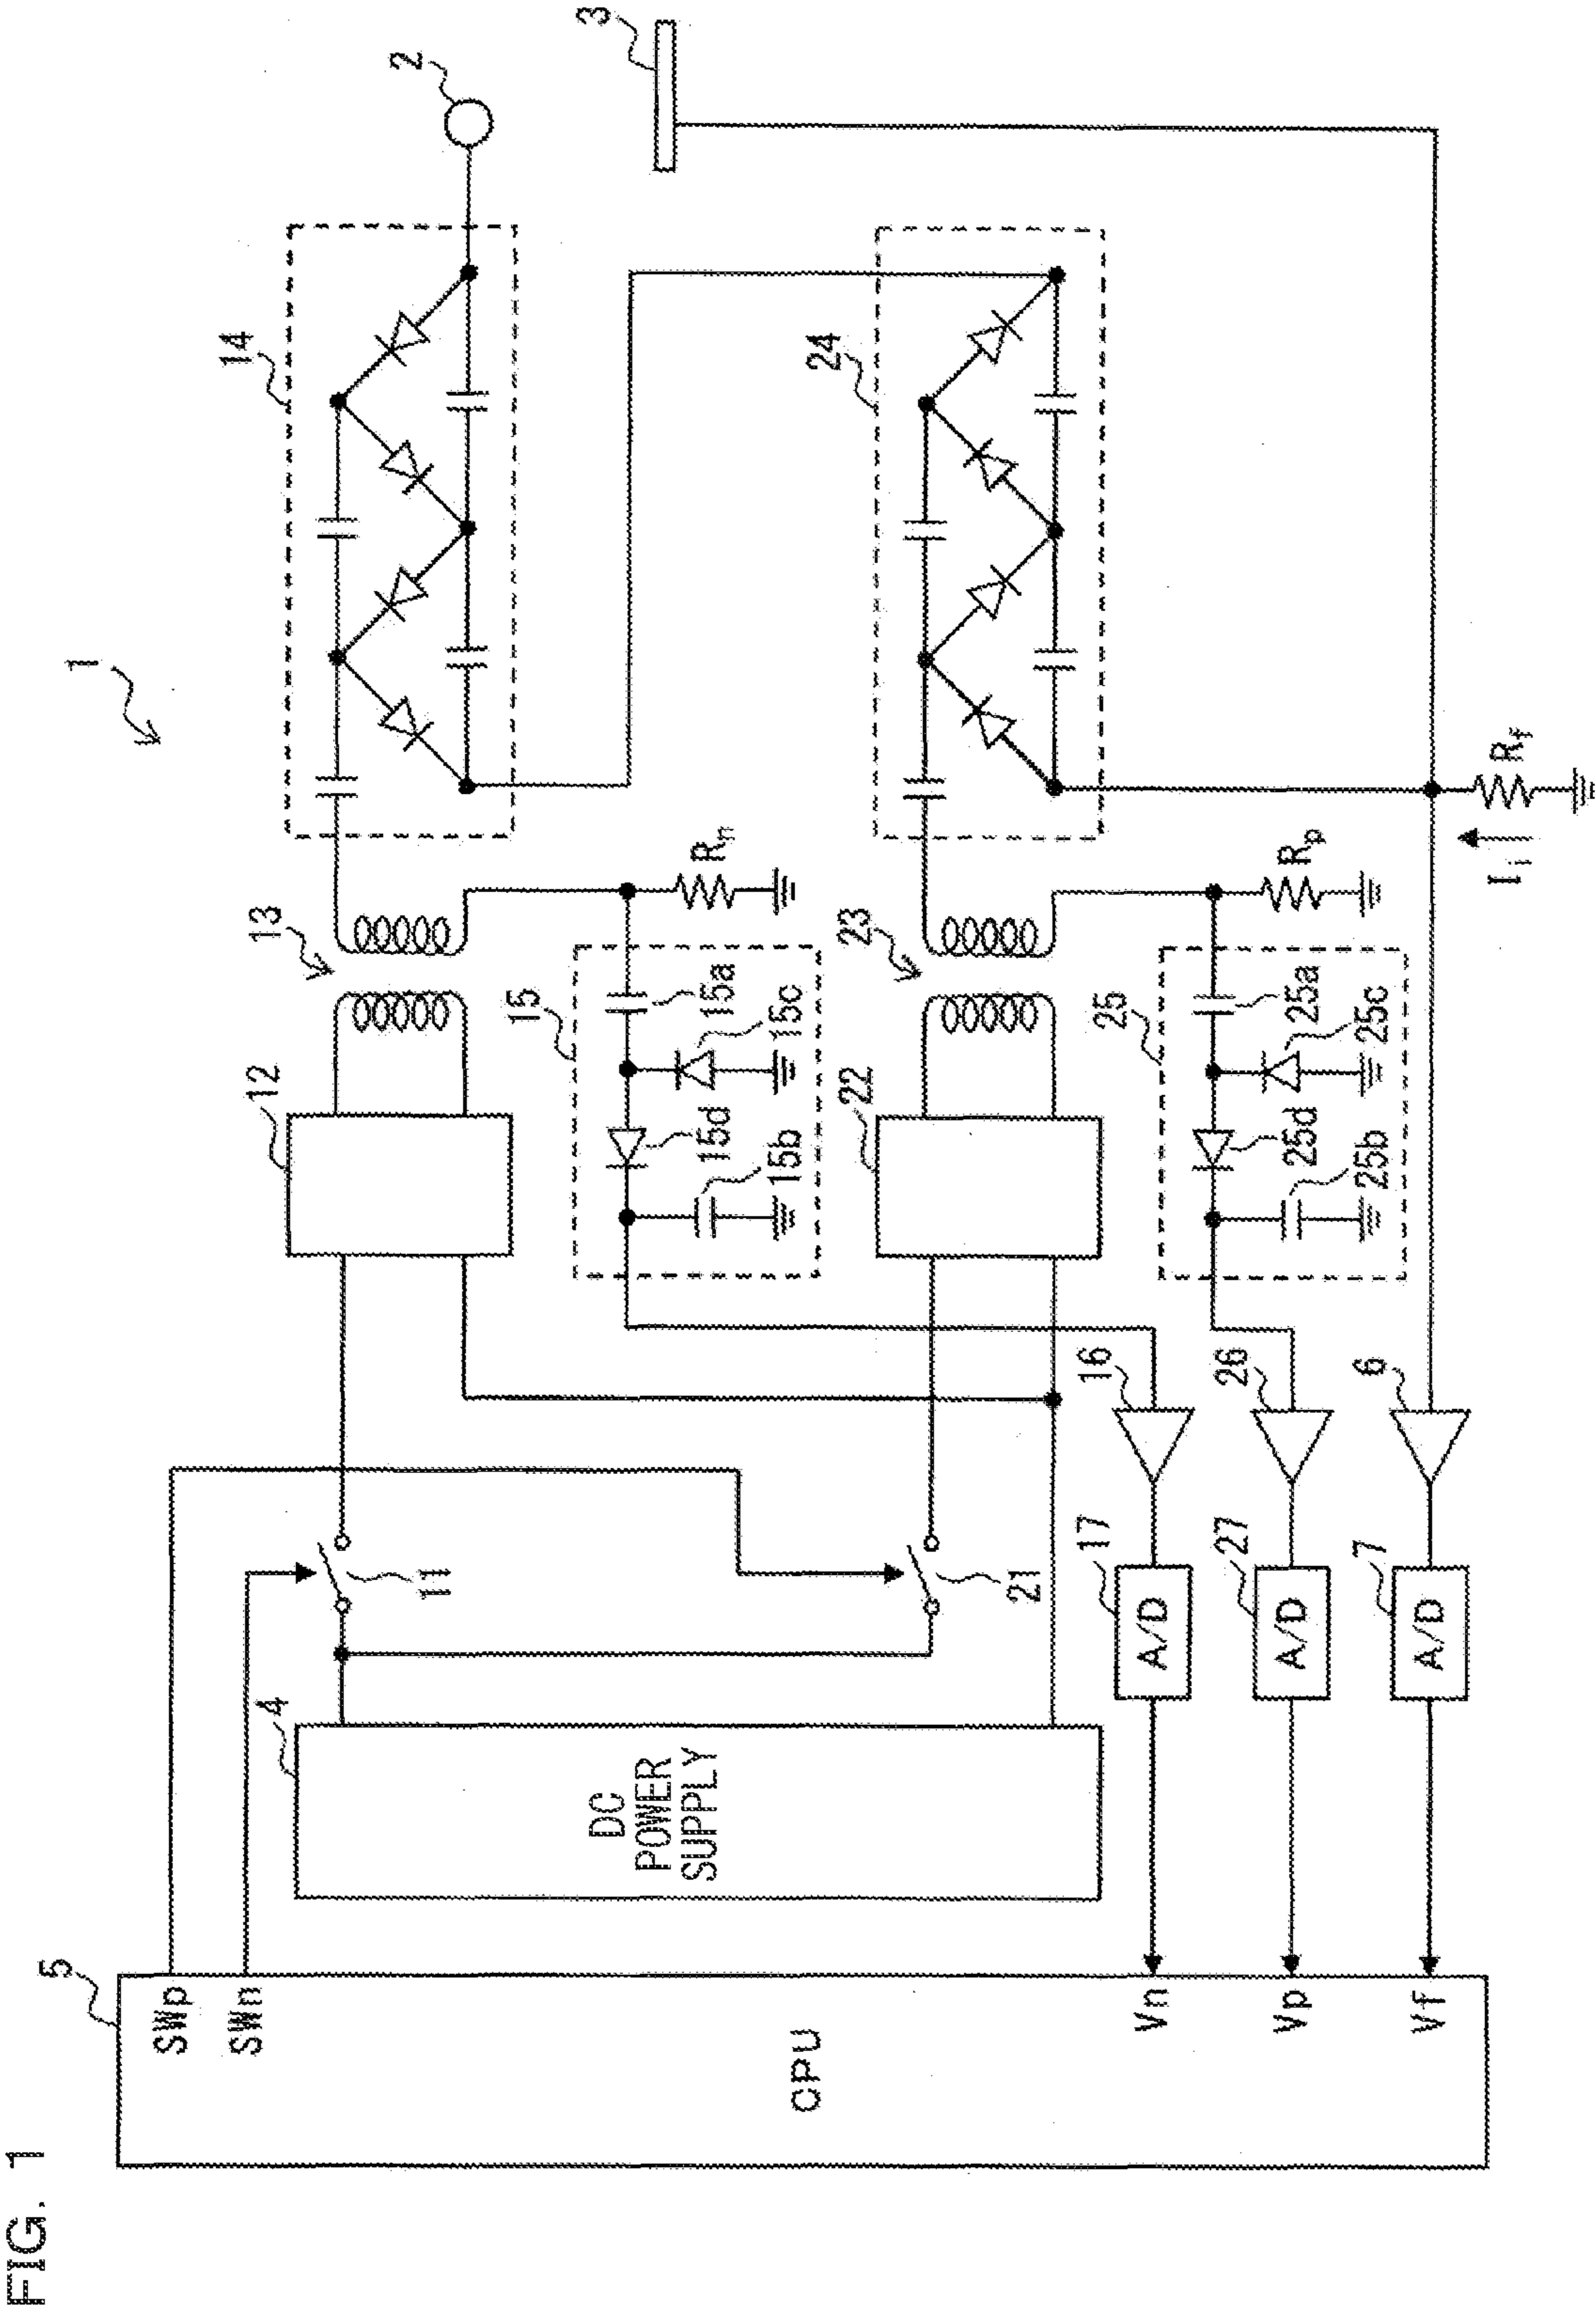 FIG. 1
1
2
3
14
24
13
12
Rn
15
15a
15c
15d
15b
23
22
Rp
25
25a
25c
25d
25b
Rf
Ii
16
26
6
11
21
17
A/D
27
A/D
7
A/D
4
DC
POWER
SUPPLY
5
SWp
SWn
CPU
Vn
Vp
Vf